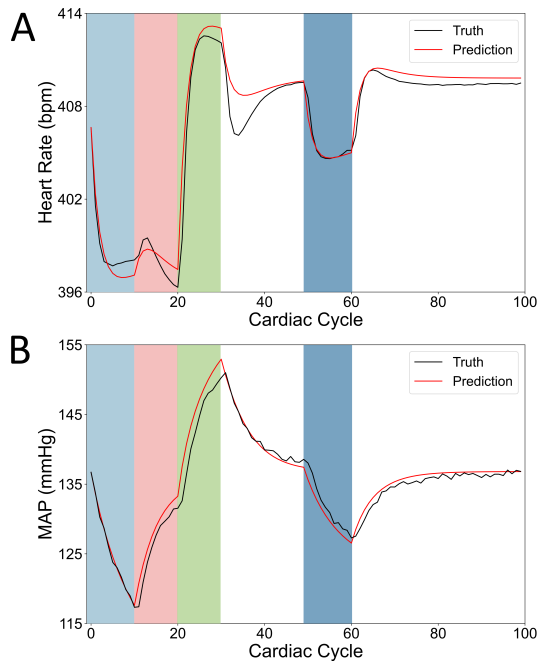 A
Heart Rate (bpm)
414
408
402
396
Truth
Prediction
0 20 40 60 80 100
Cardiac Cycle
B
MAP (mmHg)
155
145
135
125
115
Truth
Prediction
0 20 40 60 80 100
Cardiac Cycle